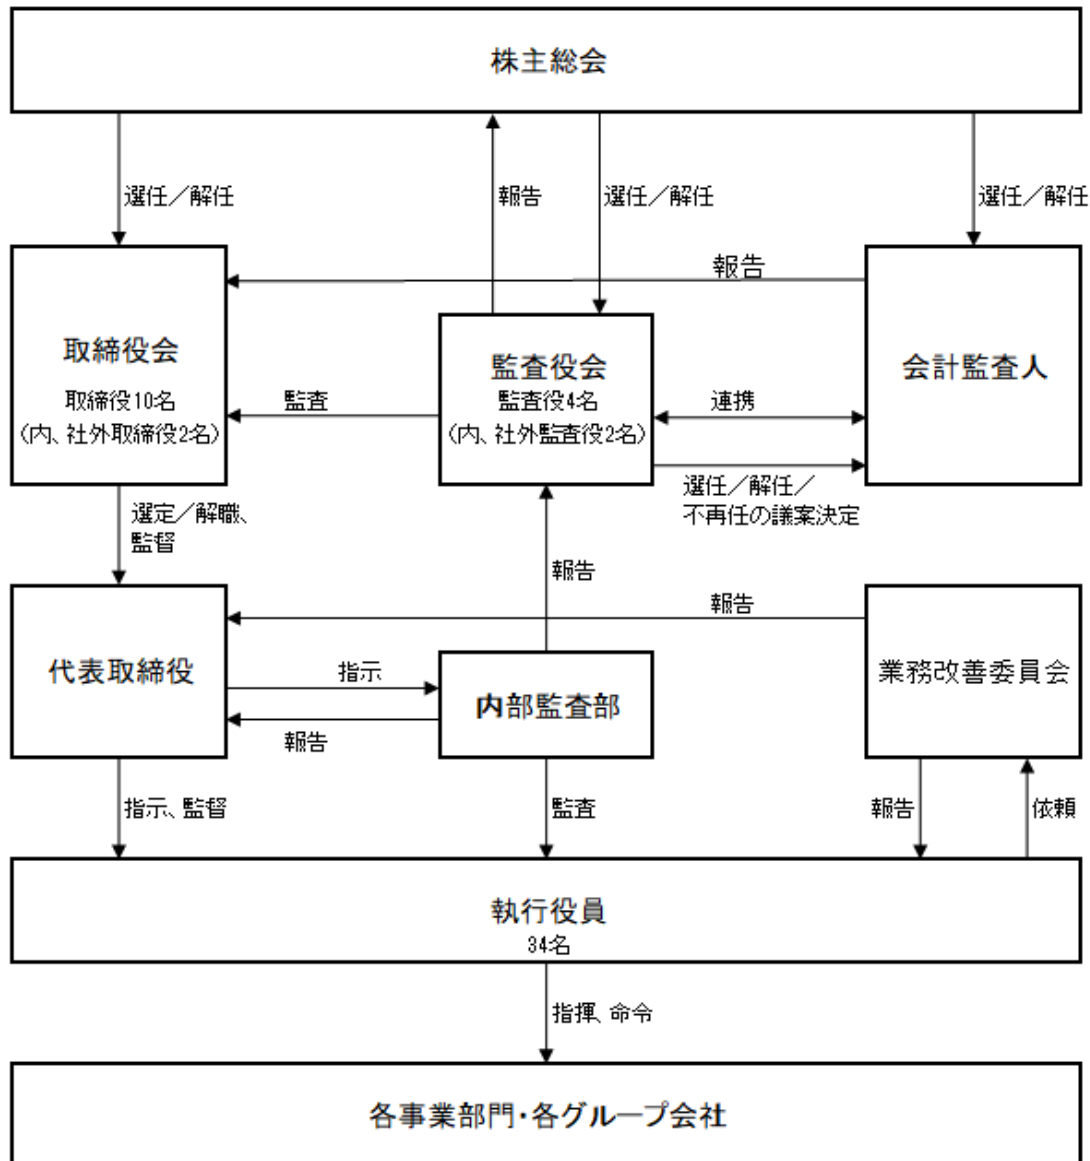 株主総会
選任／解任
報告
選任／解任
選任／解任
報告
取締役会
取締役10名
（内、社外取締役2名）
監査
監査役会
監査役4名
（内、社外監査役2名）
連携
会計監査人
選任／解任／
不再任の議案決定
選定／解職、
監督
報告
報告
代表取締役
指示
報告
内部監査部
業務改善委員会
指示、監督
監査
報告
依頼
執行役員
34名
指揮、命令
各事業部門・各グループ会社